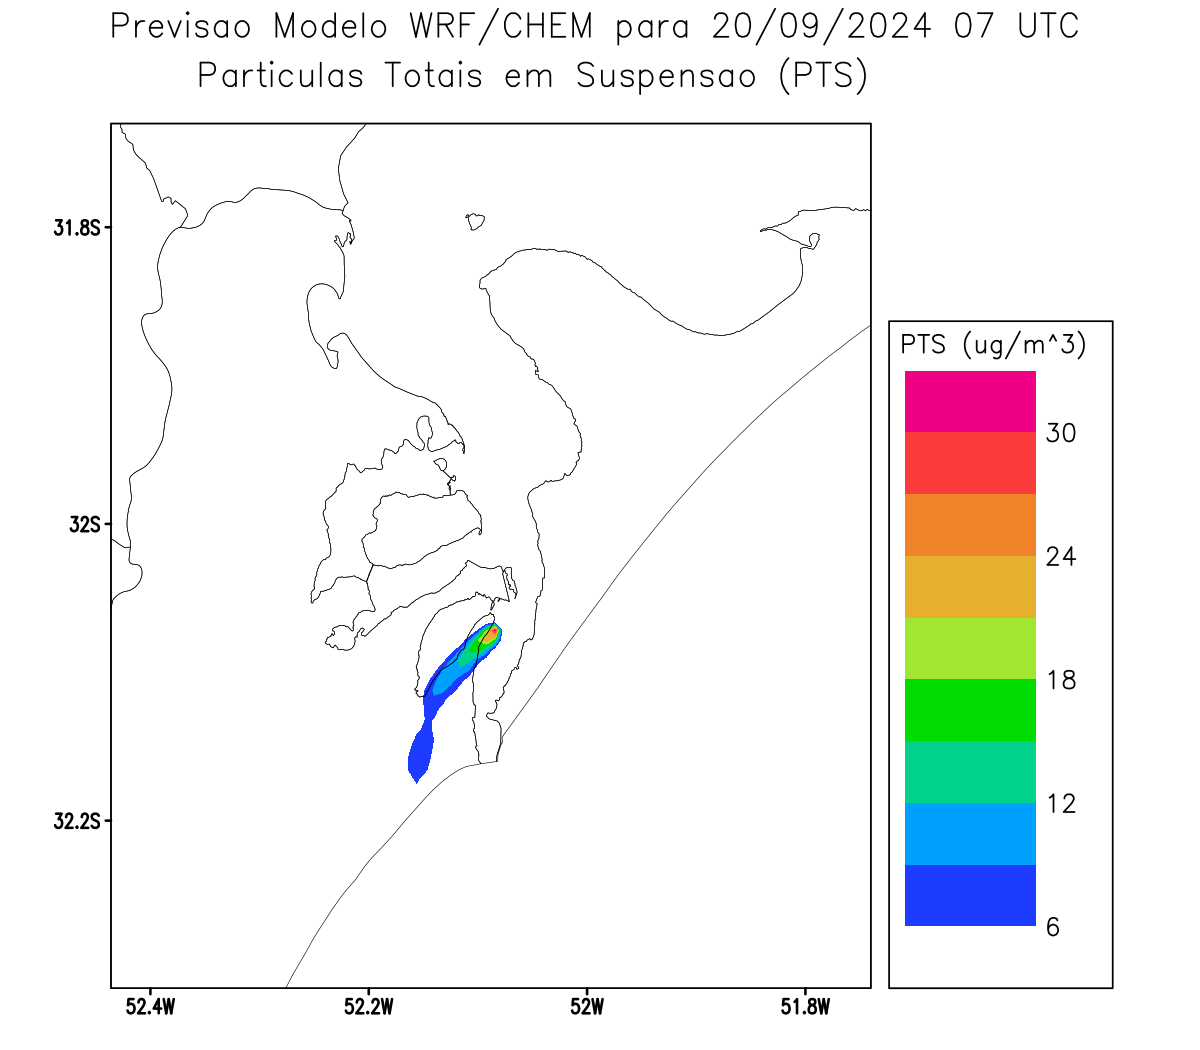 Previsao Modelo WRF/CHEM para 20/09/2024 07 UTC
Particulas Totais em Suspensao (PTS)
31.8S
32S
32.2S
52.4W
52.2W
52W
51.8W
PTS (ug/m^3)
30
24
18
12
6